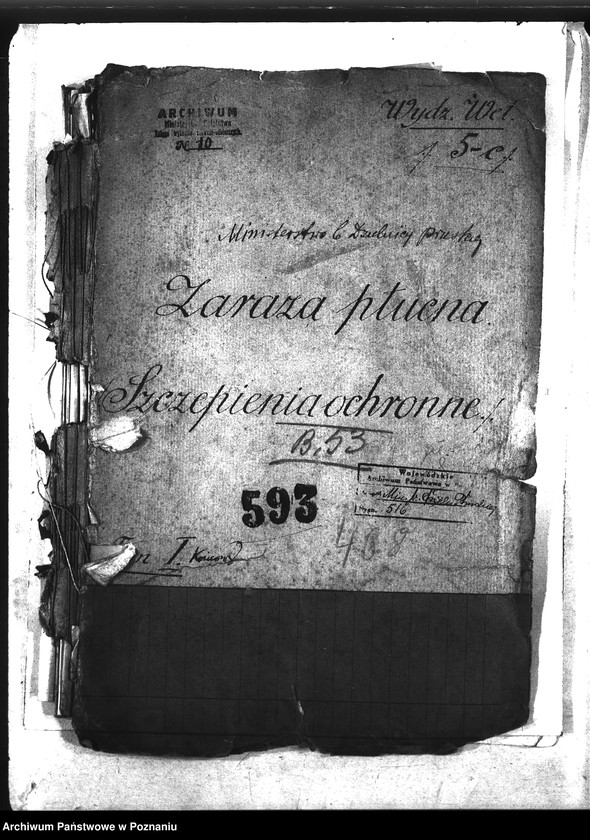 ARCHIWUM
№ 10
Wydz. Wet.
5-c
Ministerstwo b. Dzielnicy pruskiej
Zaraza płucna.
Szczepienia ochronne.
B. 53
593
Wojewódzkie
Archiwum Państwowe
516
Tom I.
Archiwum Państwowe w Poznaniu